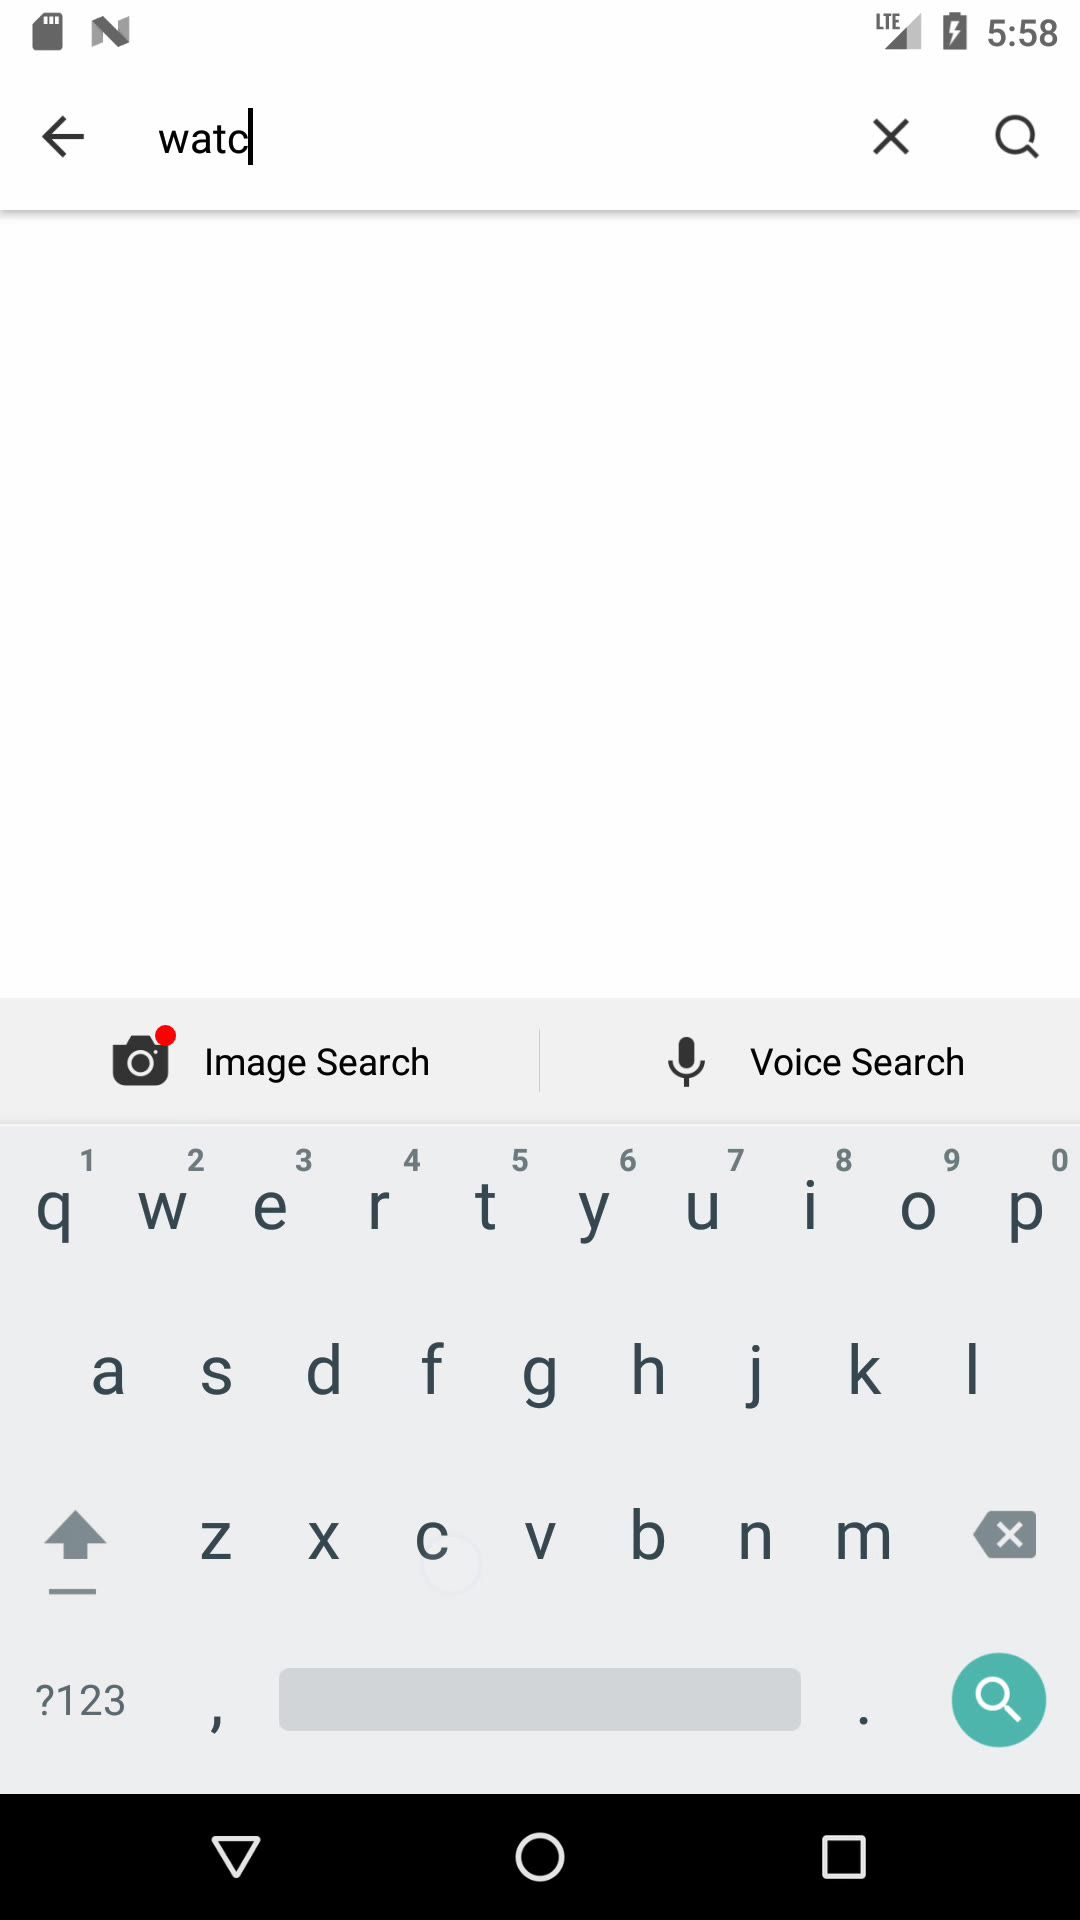 LTE 5:58
watc
Image Search Voice Search
1 2 3 4 5 6 7 8 9 0
q w e r t y u i o p
a s d f g h j k l
z x c v b n m
?123 , .